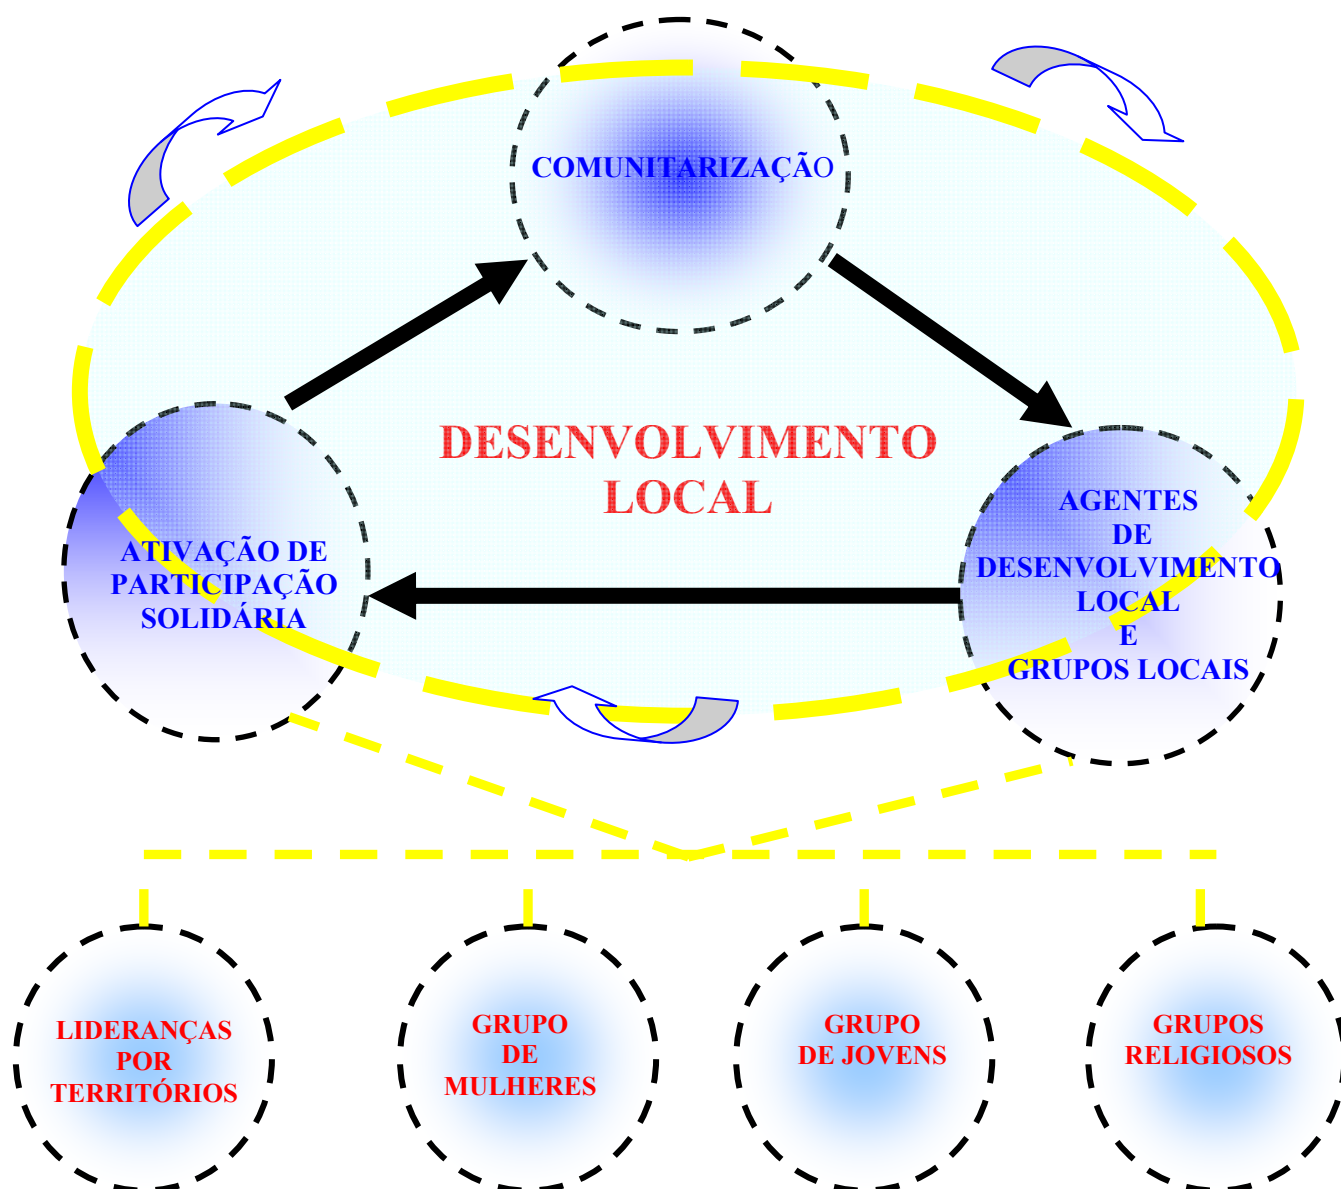 COMUNITARIZAÇÃO
DESENVOLVIMENTO
LOCAL
ATIVAÇÃO DE
PARTICIPAÇÃO
SOLIDÁRIA
AGENTES
DE
DESENVOLVIMENTO
LOCAL
E
GRUPOS LOCAIS
LIDERANÇAS
POR
TERRITÓRIOS
GRUPO
DE
MULHERES
GRUPO
DE JOVENS
GRUPOS
RELIGIOSOS